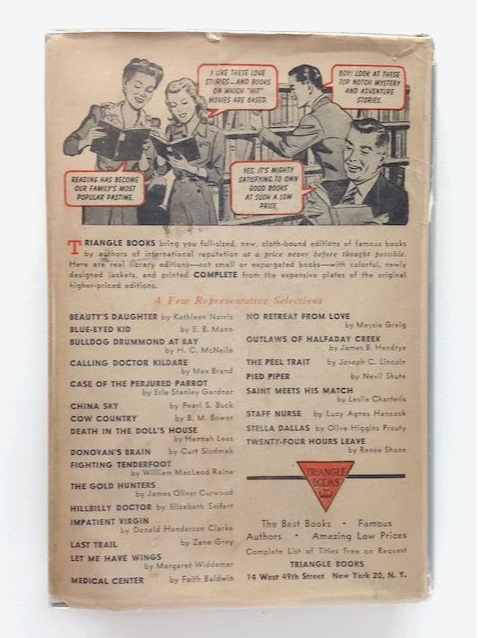 I LIKE THESE LOVE
STORIES—AND BOOKS
ON WHICH "HIT"
MOVIES ARE BASED.
BOY! LOOK AT THESE
TOP NOTCH MYSTERY
AND ADVENTURE
STORIES.
READING HAS BECOME
OUR FAMILY'S MOST
POPULAR PASTIME.
YES, IT'S MIGHTY
SATISFYING TO OWN
GOOD BOOKS
AT SUCH A LOW
PRICE.
TRIANGLE BOOKS bring you full-sized, new, cloth-bound editions of famous books
by authors of international reputation at a price never before thought possible.
Here are real library editions—not small or expurgated books—with colorful, newly
designed jackets, and printed COMPLETE from the expensive plates of the original
higher-priced editions.
A Few Representative Selections
BEAUTY'S DAUGHTER by Kathleen Norris
BLUE-EYED KID by E. B. Mann
BULLDOG DRUMMOND AT BAY
by H. C. McNeile
CALLING DOCTOR KILDARE
by Max Brand
CASE OF THE PERJURED PARROT
by Erle Stanley Gardner
CHINA SKY by Pearl S. Buck
COW COUNTRY by B. M. Bower
DEATH IN THE DOLL'S HOUSE
by Hannah Lees
DONOVAN'S BRAIN by Curt Siodmak
FIGHTING TENDERFOOT
by William MacLeod Raine
THE GOLD HUNTERS
by James Oliver Curwood
HILLBILLY DOCTOR by Elizabeth Seifert
IMPATIENT VIRGIN
by Donald Henderson Clarke
LAST TRAIL by Zane Grey
LET ME HAVE WINGS
by Margaret Widdemer
MEDICAL CENTER by Faith Baldwin
NO RETREAT FROM LOVE
by Maysie Greig
OUTLAWS OF HALFADAY CREEK
by James B. Hendryx
THE PEEL TRAIT by Joseph C. Lincoln
PIED PIPER by Nevil Shute
SAINT MEETS HIS MATCH
by Leslie Charteris
STAFF NURSE by Lucy Agnes Hancock
STELLA DALLAS by Olive Higgins Prouty
TWENTY-FOUR HOURS LEAVE
by Renée Shann
TRIANGLE
BOOKS
The Best Books • Famous
Authors • Amazing Low Prices
Complete List of Titles Free on Request
TRIANGLE BOOKS
14 West 49th Street New York 20, N. Y.